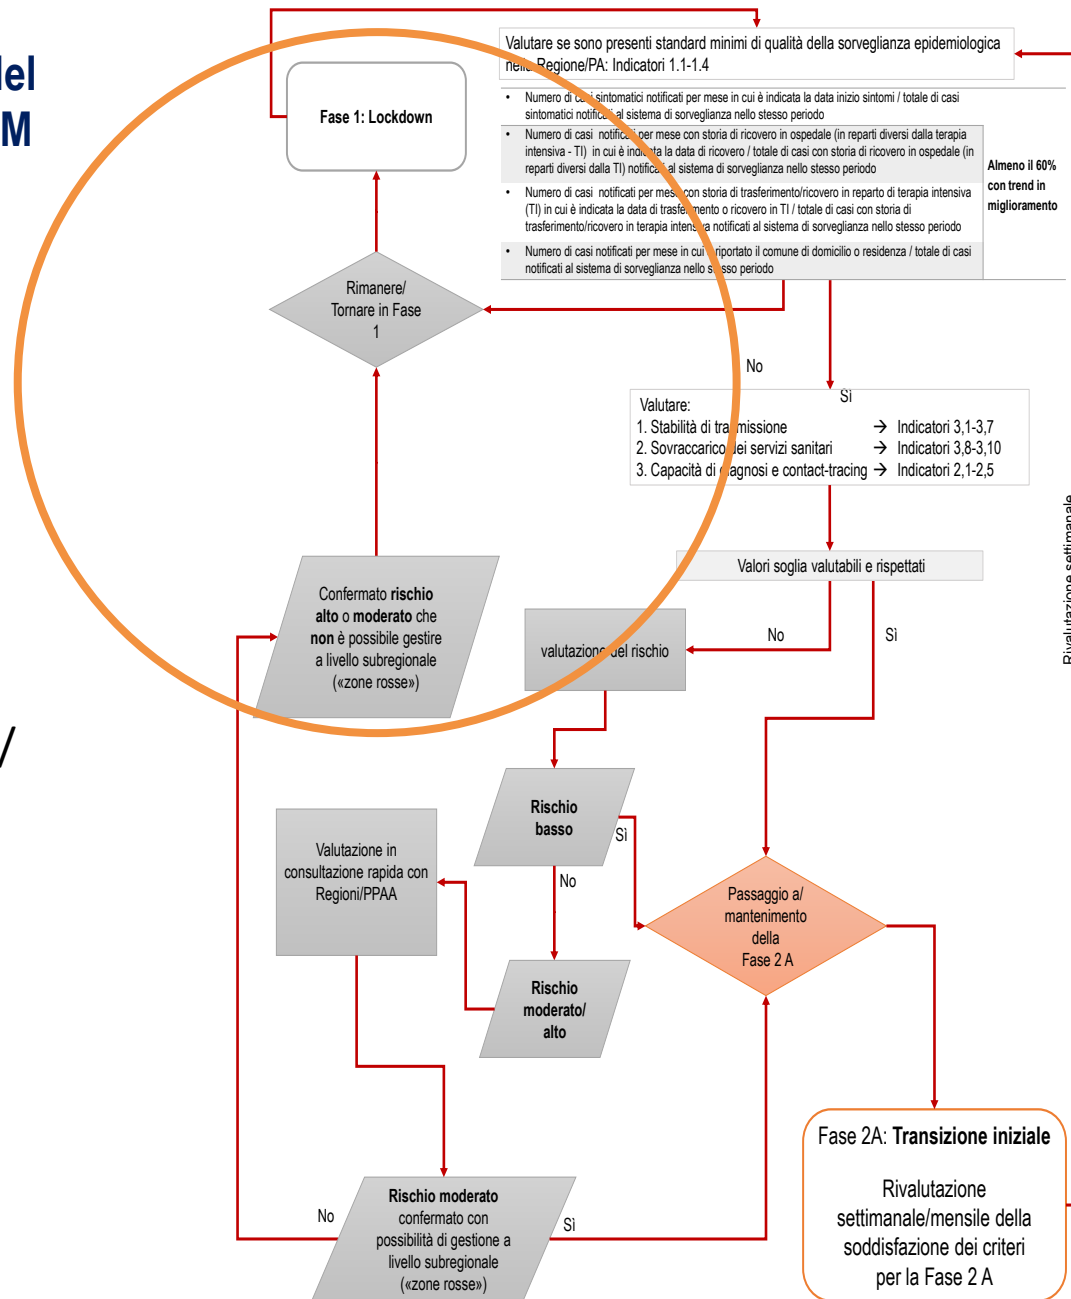 del
M
Valutare se sono presenti standard minimi di qualità della sorveglianza epidemiologica
nella Regione/PA: Indicatori 1.1-1.4
• Numero di casi sintomatici notificati per mese in cui è indicata la data inizio sintomi / totale di casi
sintomatici notificati al sistema di sorveglianza nello stesso periodo
• Numero di casi notificati per mese con storia di ricovero in ospedale (in reparti diversi dalla terapia
intensiva - TI) in cui è indicata la data di ricovero / totale di casi con storia di ricovero in ospedale (in
reparti diversi dalla TI) notificati al sistema di sorveglianza nello stesso periodo
• Numero di casi notificati per mese con storia di trasferimento/ricovero in reparto di terapia intensiva
(TI) in cui è indicata la data di trasferimento o ricovero in TI / totale di casi con storia di
trasferimento/ricovero in terapia intensiva notificati al sistema di sorveglianza nello stesso periodo
• Numero di casi notificati per mese in cui è riportato il comune di domicilio o residenza / totale di casi
notificati al sistema di sorveglianza nello stesso periodo
Almeno il 60%
con trend in
miglioramento
Fase 1: Lockdown
Rimanere/
Tornare in Fase
1
No
Sì
Valutare:
1. Stabilità di trasmissione → Indicatori 3,1-3,7
2. Sovraccarico dei servizi sanitari → Indicatori 3,8-3,10
3. Capacità di diagnosi e contact-tracing → Indicatori 2,1-2,5
Rivalutazione settimanale
Valori soglia valutabili e rispettati
No
Sì
Confermato rischio
alto o moderato che
non è possibile gestire
a livello subregionale
(«zone rosse»)
valutazione del rischio
/
Rischio
basso
Sì
No
Valutazione in
consultazione rapida con
Regioni/PPAA
Passaggio a/
mantenimento
della
Fase 2 A
Rischio
moderato/
alto
Fase 2A: Transizione iniziale
Rivalutazione
settimanale/mensile della
soddisfazione dei criteri
per la Fase 2 A
No
Rischio moderato
confermato con
possibilità di gestione a
livello subregionale
(«zone rosse»)
Sì